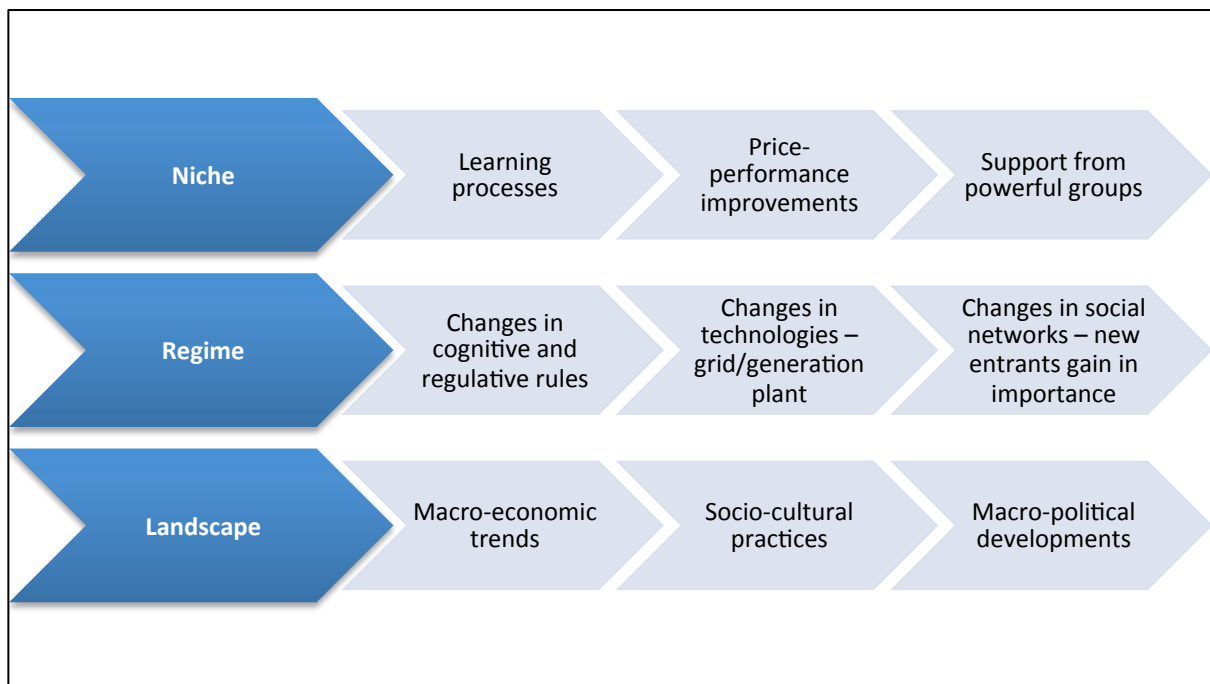 Niche
Learning
processes
Price-
performance
improvements
Support from
powerful groups
Regime
Changes in
cognitive and
regulative rules
Changes in
technologies –
grid/generation
plant
Changes in social
networks – new
entrants gain in
importance
Landscape
Macro-economic
trends
Socio-cultural
practices
Macro-political
developments